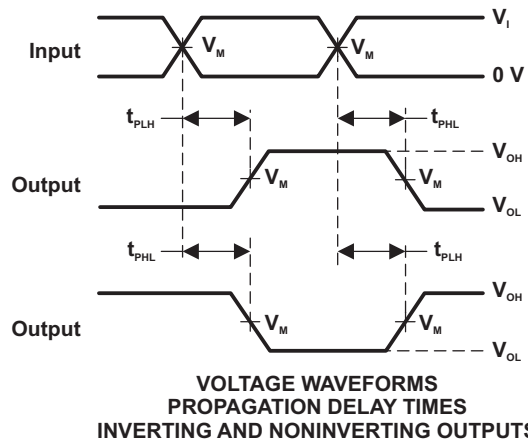 Input
V_M
V_M
V_I
0 V
t_PLH
t_PHL
Output
V_M
V_M
V_OH
V_OL
t_PHL
t_PLH
Output
V_M
V_M
V_OH
V_OL
VOLTAGE WAVEFORMS
PROPAGATION DELAY TIMES
INVERTING AND NONINVERTING OUTPUTS